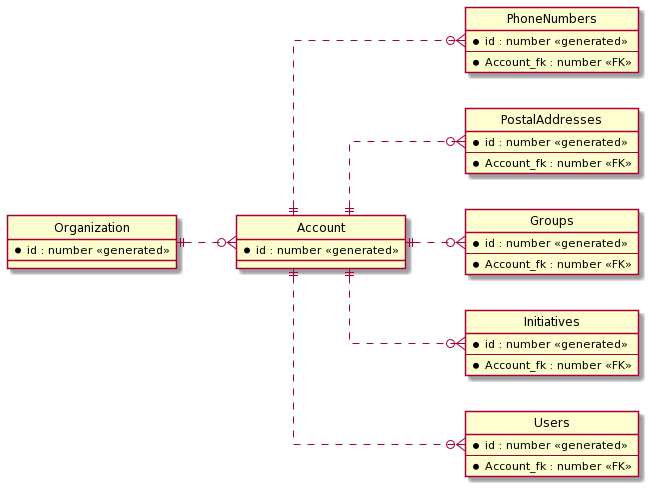 PhoneNumbers
id : number «generated»
Account_fk : number «FK»
PostalAddresses
id : number «generated»
Account_fk : number «FK»
Organization
id : number «generated»
Account
id : number «generated»
Groups
id : number «generated»
Account_fk : number «FK»
Initiatives
id : number «generated»
Account_fk : number «FK»
Users
id : number «generated»
Account_fk : number «FK»